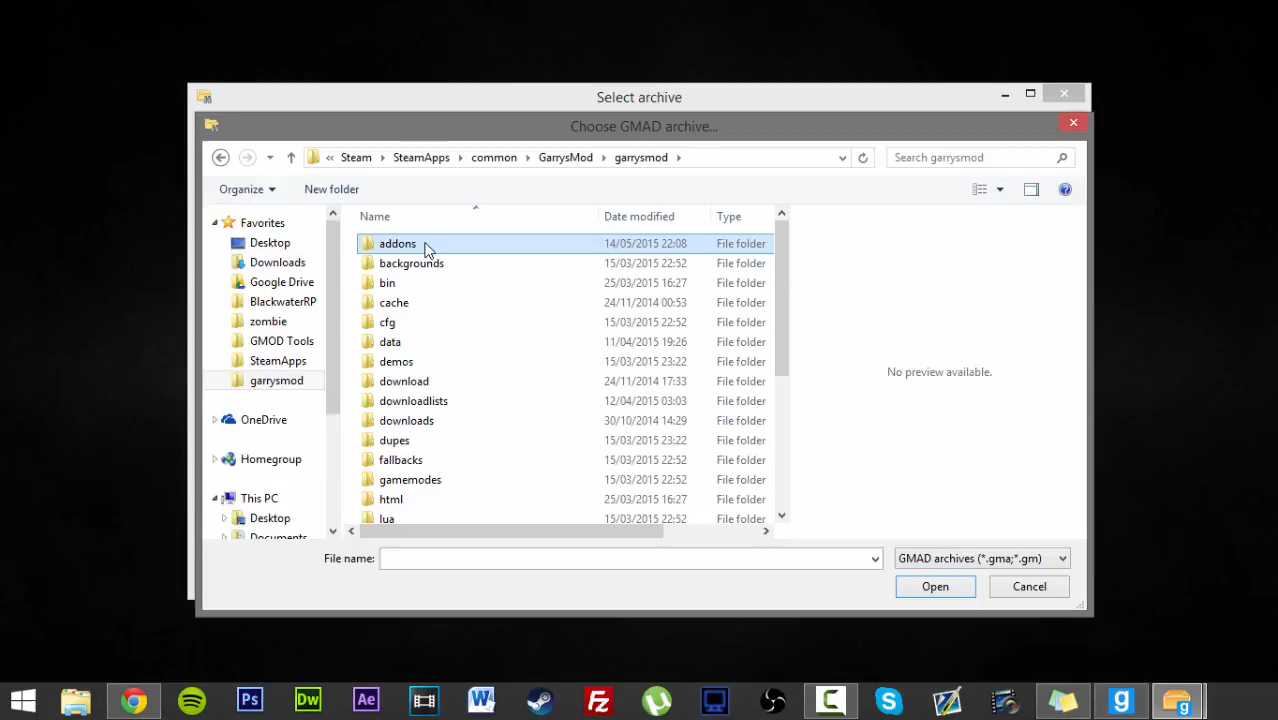 Select archive
Choose GMAD archive...
« Steam SteamApps common GarrysMod garrysmod
Search garrysmod
Organize New folder
Name Date modified Type
Favorites
Desktop
Downloads
Google Drive
BlackwaterRP
zombie
GMOD Tools
SteamApps
garrysmod
OneDrive
Homegroup
This PC
Desktop
Documents
addons 14/05/2015 22:08 File folder
backgrounds 15/03/2015 22:52 File folder
bin 25/03/2015 16:27 File folder
cache 24/11/2014 00:53 File folder
cfg 15/03/2015 22:52 File folder
data 11/04/2015 19:26 File folder
demos 15/03/2015 23:22 File folder
download 24/11/2014 17:33 File folder
downloadlists 12/04/2015 03:03 File folder
downloads 30/10/2014 14:29 File folder
dupes 15/03/2015 23:22 File folder
fallbacks 15/03/2015 22:52 File folder
gamemodes 15/03/2015 22:52 File folder
html 25/03/2015 16:27 File folder
lua 15/03/2015 22:52 File folder
No preview available.
File name: GMAD archives (*.gma;*.gm)
Open Cancel
Ps Dw Ae W Fz µ C S g g